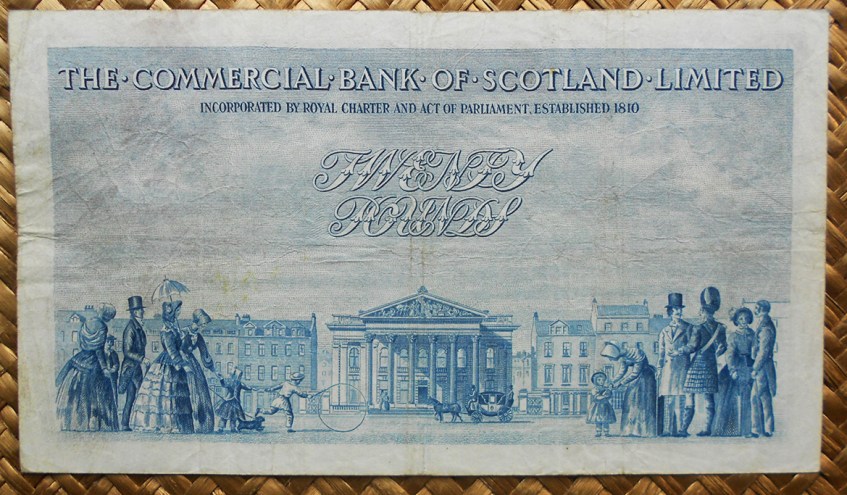 THE·COMMERCIAL·BANK·OF·SCOTLAND·LIMITED
INCORPORATED BY ROYAL CHARTER AND ACT OF PARLIAMENT. ESTABLISHED 1810
TWENTY
POUNDS